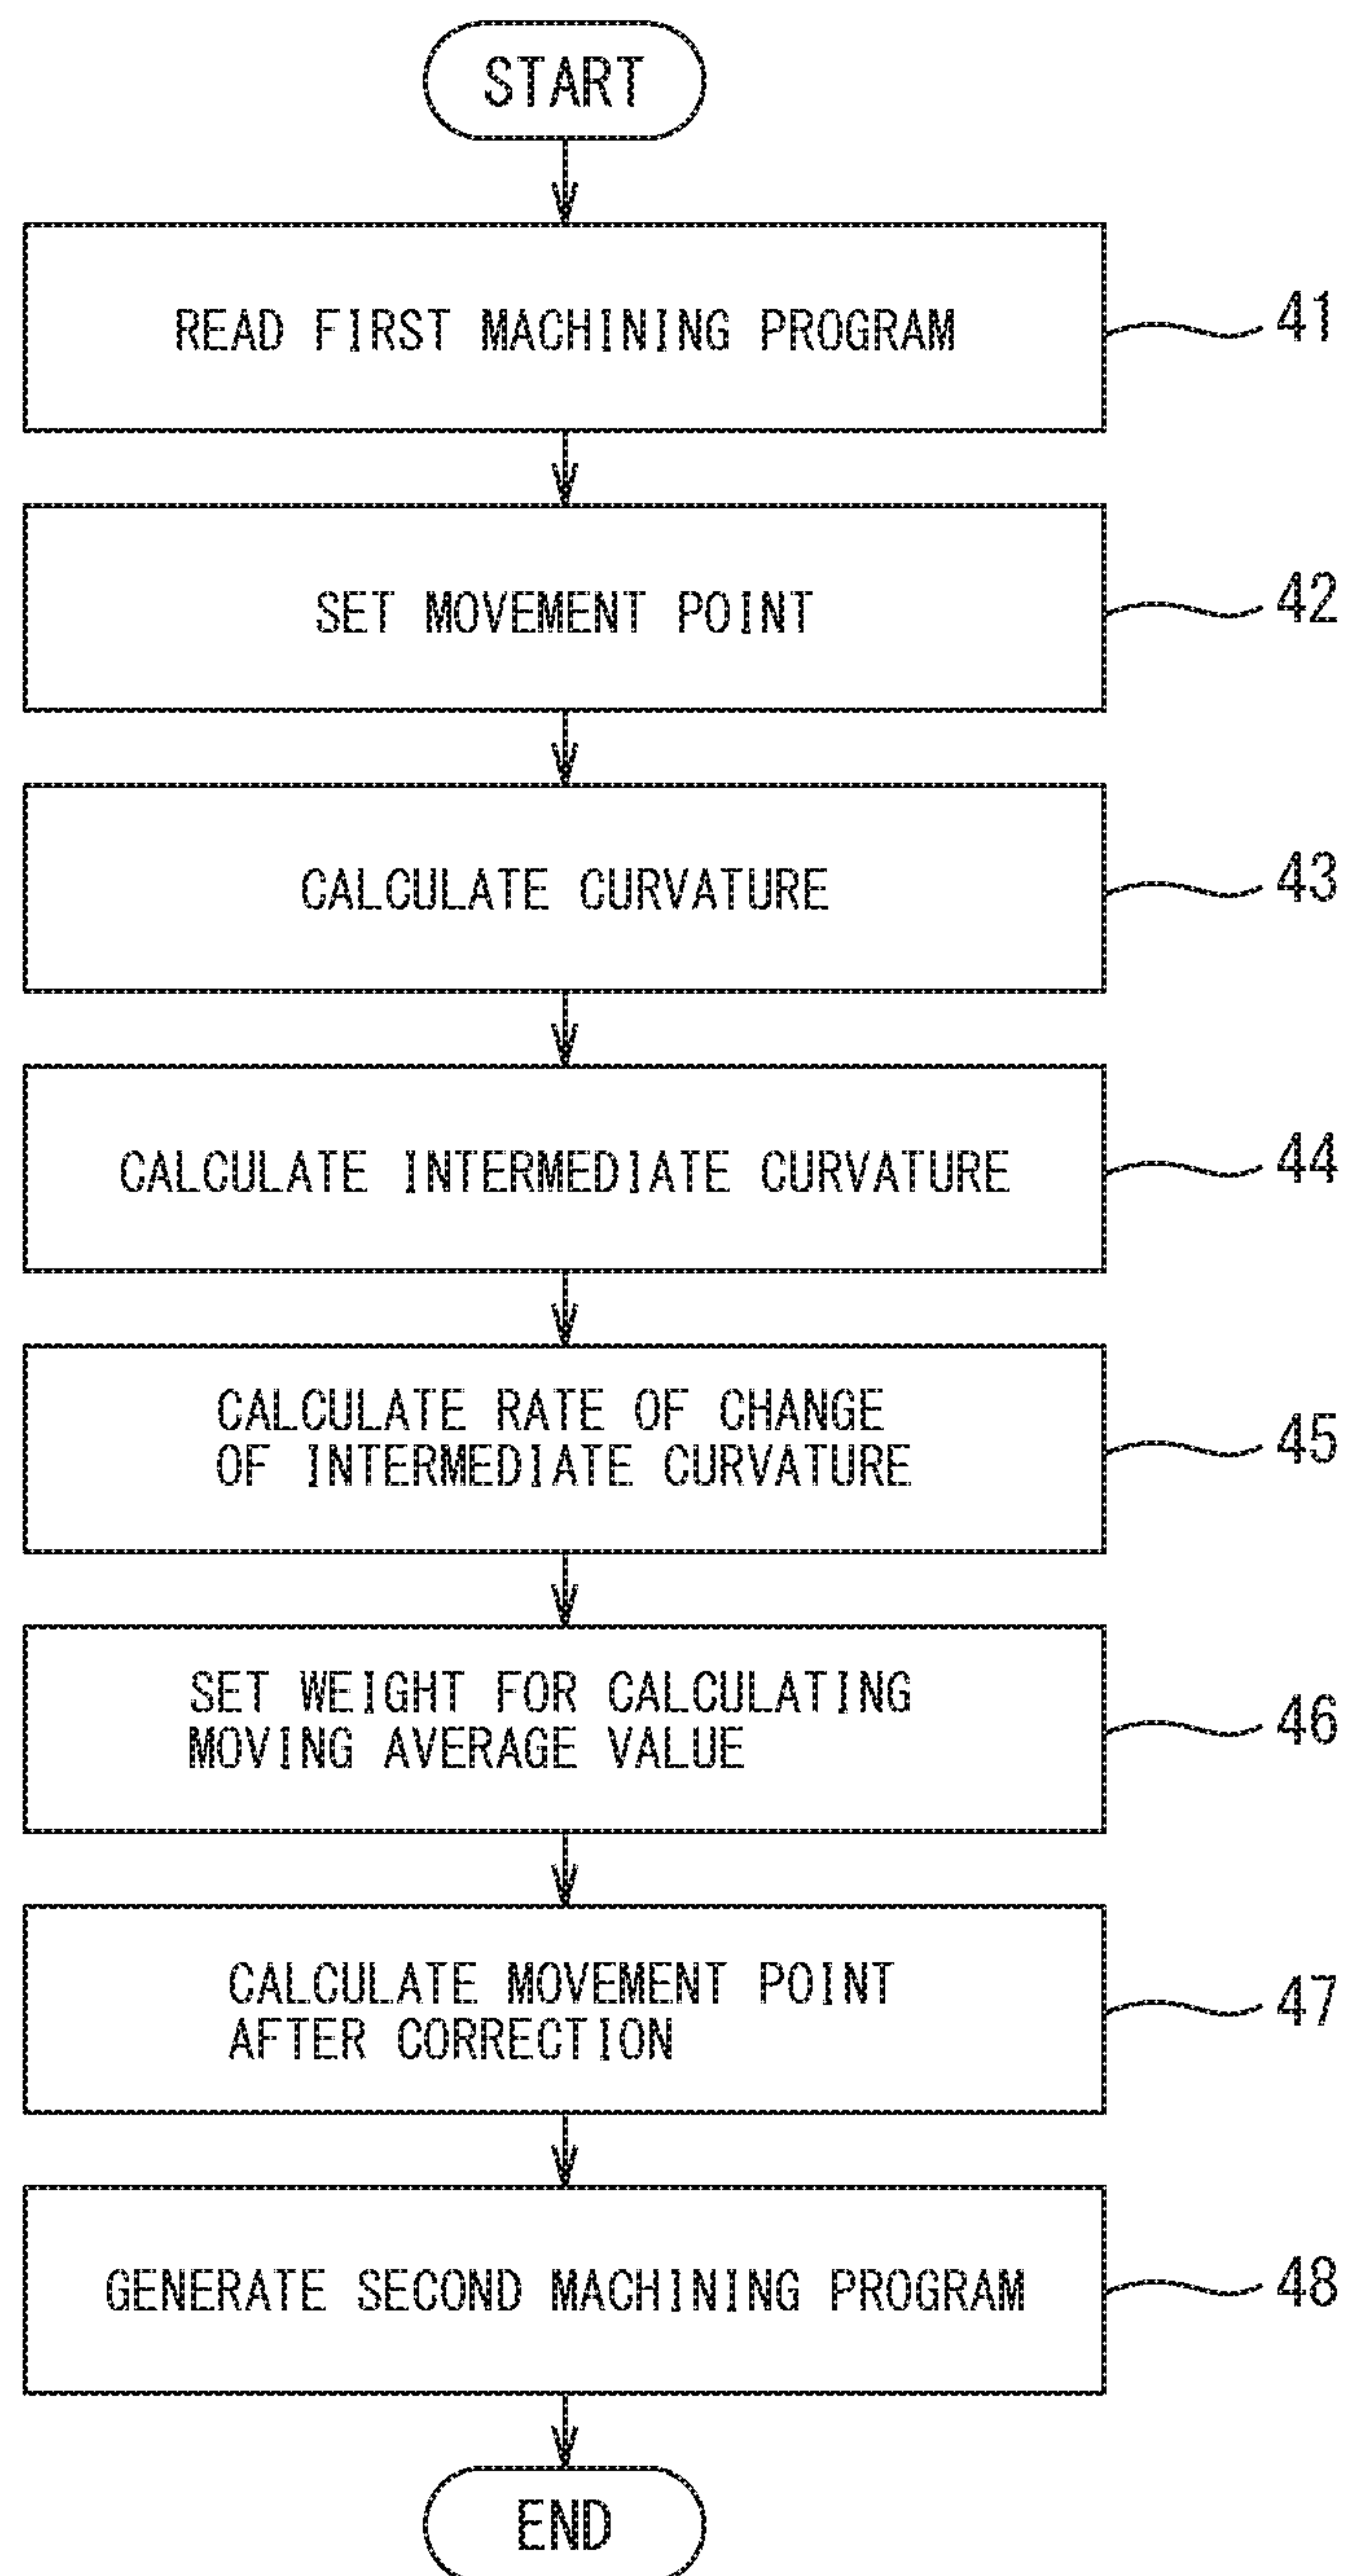 START
READ FIRST MACHINING PROGRAM
41
SET MOVEMENT POINT
42
CALCULATE CURVATURE
43
CALCULATE INTERMEDIATE CURVATURE
44
CALCULATE RATE OF CHANGE
OF INTERMEDIATE CURVATURE
45
SET WEIGHT FOR CALCULATING
MOVING AVERAGE VALUE
46
CALCULATE MOVEMENT POINT
AFTER CORRECTION
47
GENERATE SECOND MACHINING PROGRAM
48
END